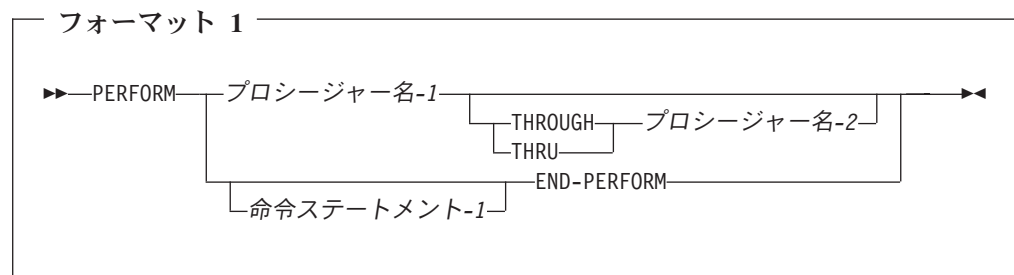 フォーマット 1
PERFORM プロシージャー名-1
THROUGH プロシージャー名-2
THRU
END-PERFORM
命令ステートメント-1